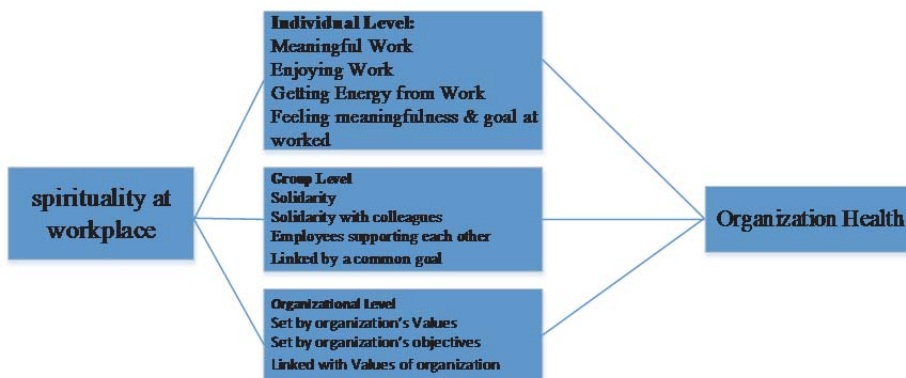 spirituality at
workplace
Individual Level:
Meaningful Work
Enjoying Work
Getting Energy from Work
Feeling meaningfulness & goal at
worked
Group Level
Solidarity
Solidarity with colleagues
Employees supporting each other
Linked by a common goal
Organizational Level
Set by organization's Values
Set by organization's objectives
Linked with Values of organization
Organization Health